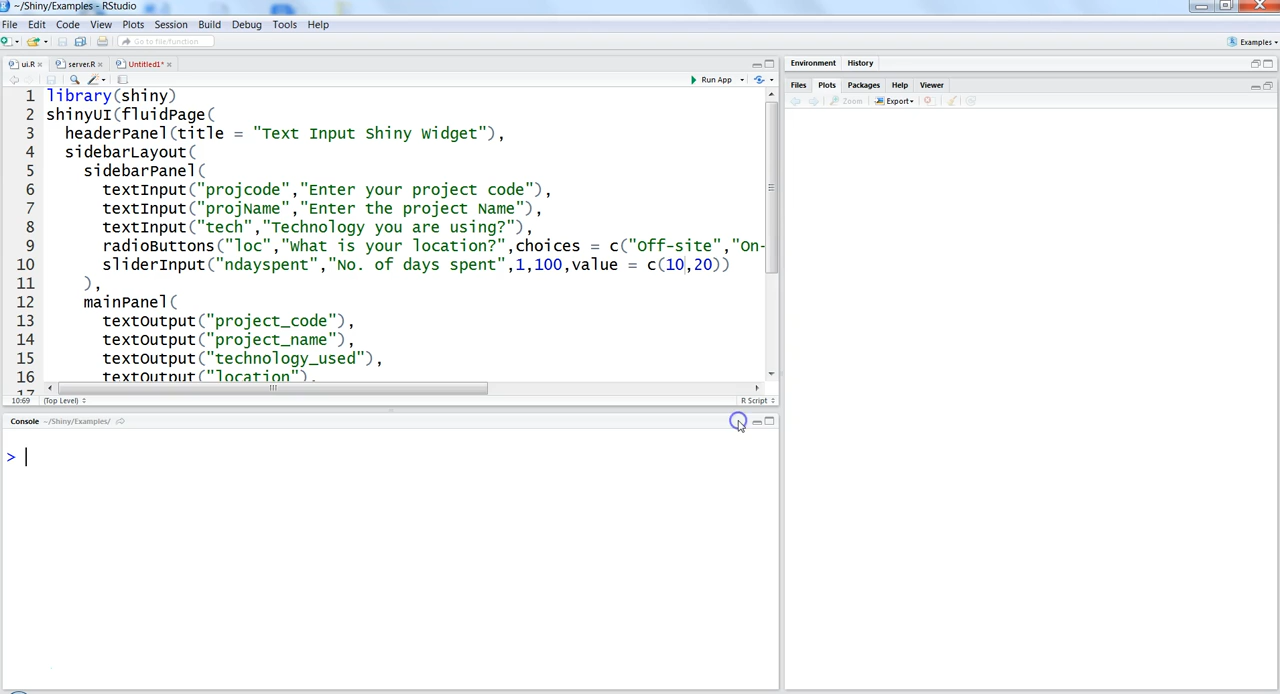 ~/Shiny/Examples - RStudio
File Edit Code View Plots Session Build Debug Tools Help
Go to file/function
Examples
ui.R server.R Untitled1*
Run App
1 library(shiny)
2 shinyUI(fluidPage(
3 headerPanel(title = "Text Input Shiny Widget"),
4 sidebarLayout(
5 sidebarPanel(
6 textInput("projcode","Enter your project code"),
7 textInput("projName","Enter the project Name"),
8 textInput("tech","Technology you are using?"),
9 radioButtons("loc","What is your location?",choices = c("Off-site","On-
10 sliderInput("ndayspent","No. of days spent",1,100,value = c(10,20))
11 ),
12 mainPanel(
13 textOutput("project_code"),
14 textOutput("project_name"),
15 textOutput("technology_used"),
16 textOutput("location"),
17
10:69 (Top Level) R Script
Console ~/Shiny/Examples/
>
Environment History
Files Plots Packages Help Viewer
Zoom Export